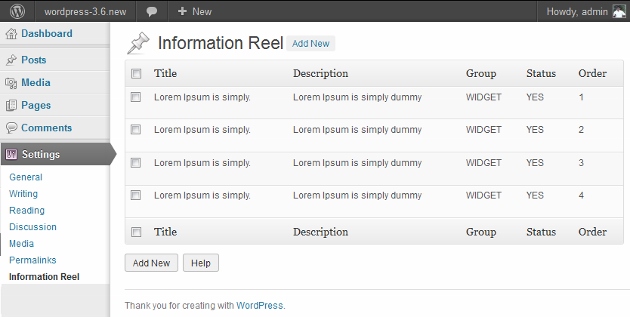 wordpress-3.6.new + New Howdy, admin
Dashboard
Posts
Media
Pages
Comments
Settings
General
Writing
Reading
Discussion
Media
Permalinks
Information Reel
Information Reel Add New
Title Description Group Status Order
Lorem Ipsum is simply. Lorem Ipsum is simply dummy WIDGET YES 1
Lorem Ipsum is simply. Lorem Ipsum is simply dummy WIDGET YES 2
Lorem Ipsum is simply. Lorem Ipsum is simply dummy WIDGET YES 3
Lorem Ipsum is simply. Lorem Ipsum is simply dummy WIDGET YES 4
Title Description Group Status Order
Add New Help
Thank you for creating with WordPress.